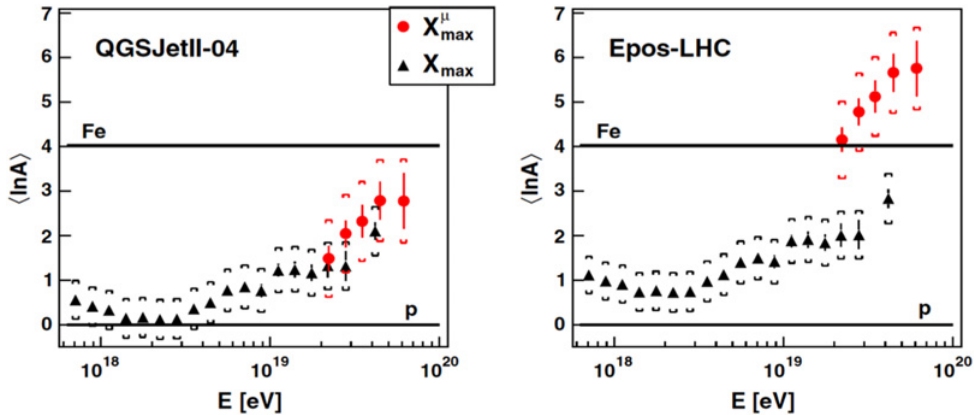 7
6
5
4
3
2
1
0
⟨lnA⟩
QGSJetII-04
Fe
p
10^18
10^19
10^20
E [eV]
X^μ_max
X_max
7
6
5
4
3
2
1
0
⟨lnA⟩
Epos-LHC
Fe
p
10^18
10^19
10^20
E [eV]